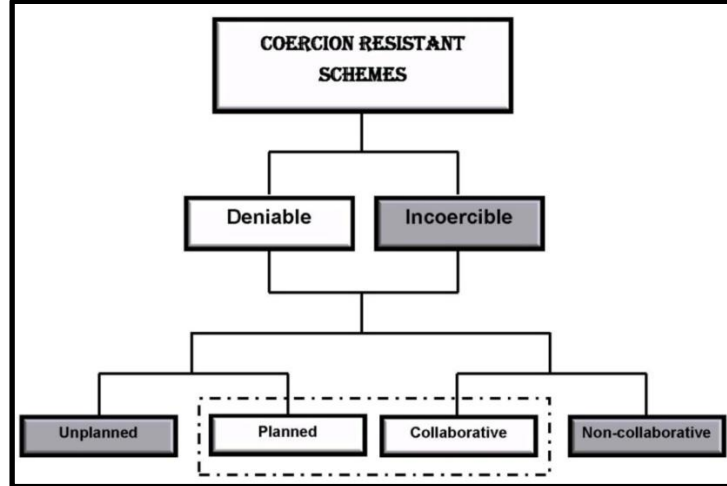 COERCION RESISTANT
SCHEMES
Deniable
Incoercible
Unplanned
Planned
Collaborative
Non-collaborative